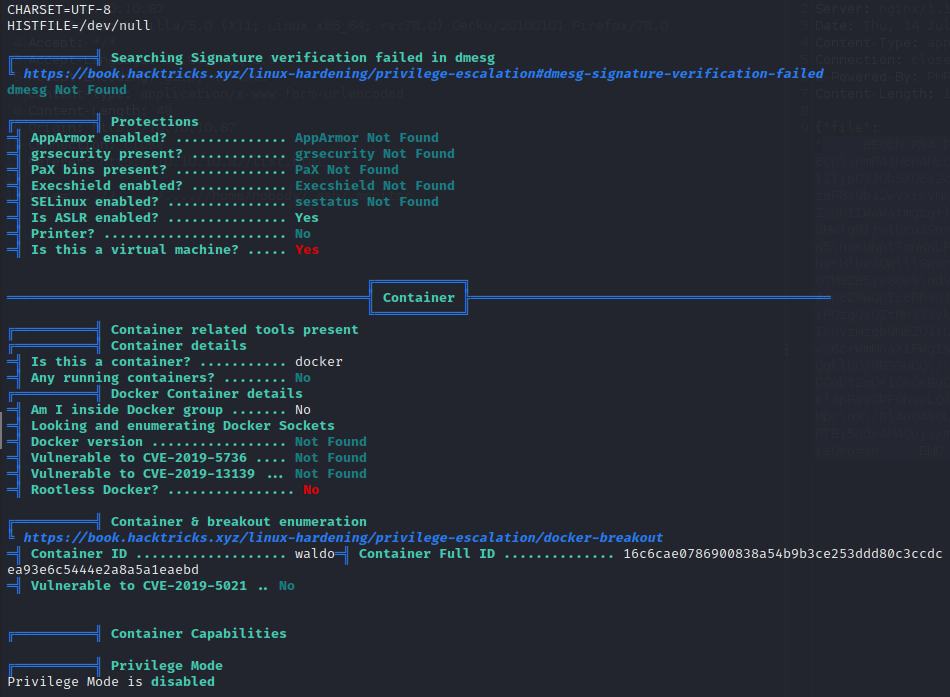 CHARSET=UTF-8
HISTFILE=/dev/null
Searching Signature verification failed in dmesg
https://book.hacktricks.xyz/linux-hardening/privilege-escalation#dmesg-signature-verification-failed
dmesg Not Found
Protections
AppArmor enabled? .............. AppArmor Not Found
grsecurity present? ............ grsecurity Not Found
PaX bins present? .............. PaX Not Found
Execshield enabled? ............ Execshield Not Found
SELinux enabled? ............... sestatus Not Found
Is ASLR enabled? ............... Yes
Printer? ....................... No
Is this a virtual machine? ..... Yes
Container
Container related tools present
Container details
Is this a container? ........... docker
Any running containers? ........ No
Docker Container details
Am I inside Docker group ....... No
Looking and enumerating Docker Sockets
Docker version ................. Not Found
Vulnerable to CVE-2019-5736 .... Not Found
Vulnerable to CVE-2019-13139 ... Not Found
Rootless Docker? ................ No
Container & breakout enumeration
https://book.hacktricks.xyz/linux-hardening/privilege-escalation/docker-breakout
Container ID ................... waldo Container Full ID .............. 16c6cae0786900838a54b9b3ce253ddd80c3ccdc
ea93e6c5444e2a8a5a1eaebd
Vulnerable to CVE-2019-5021 .. No
Container Capabilities
Privilege Mode
Privilege Mode is disabled